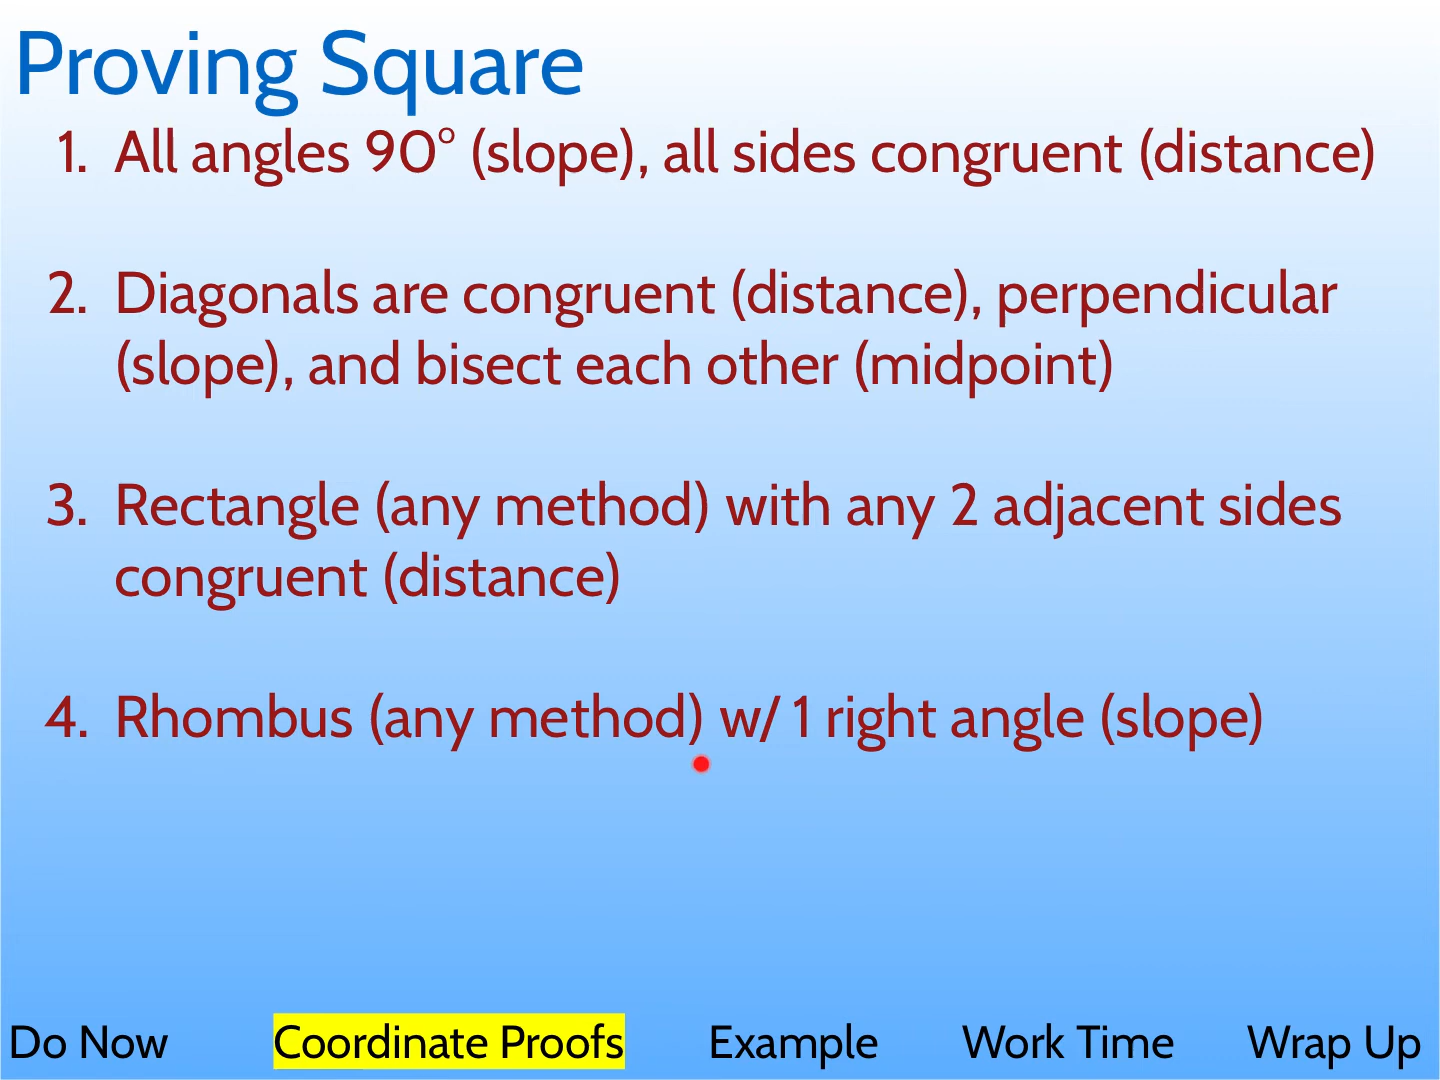 Proving Square
1. All angles 90° (slope), all sides congruent (distance)
2. Diagonals are congruent (distance), perpendicular
(slope), and bisect each other (midpoint)
3. Rectangle (any method) with any 2 adjacent sides
congruent (distance)
4. Rhombus (any method) w/ 1 right angle (slope)
Do Now Coordinate Proofs Example Work Time Wrap Up